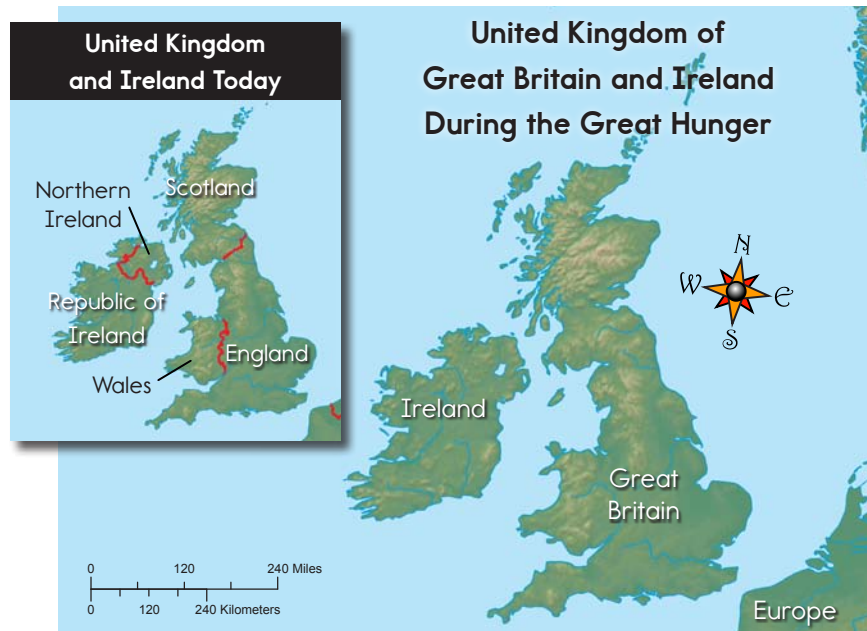 United Kingdom
and Ireland Today
Scotland
Northern
Ireland
Republic of
Ireland
England
Wales
United Kingdom of
Great Britain and Ireland
During the Great Hunger
N
W
E
S
Ireland
Great
Britain
Europe
0 120 240 Miles
0 120 240 Kilometers